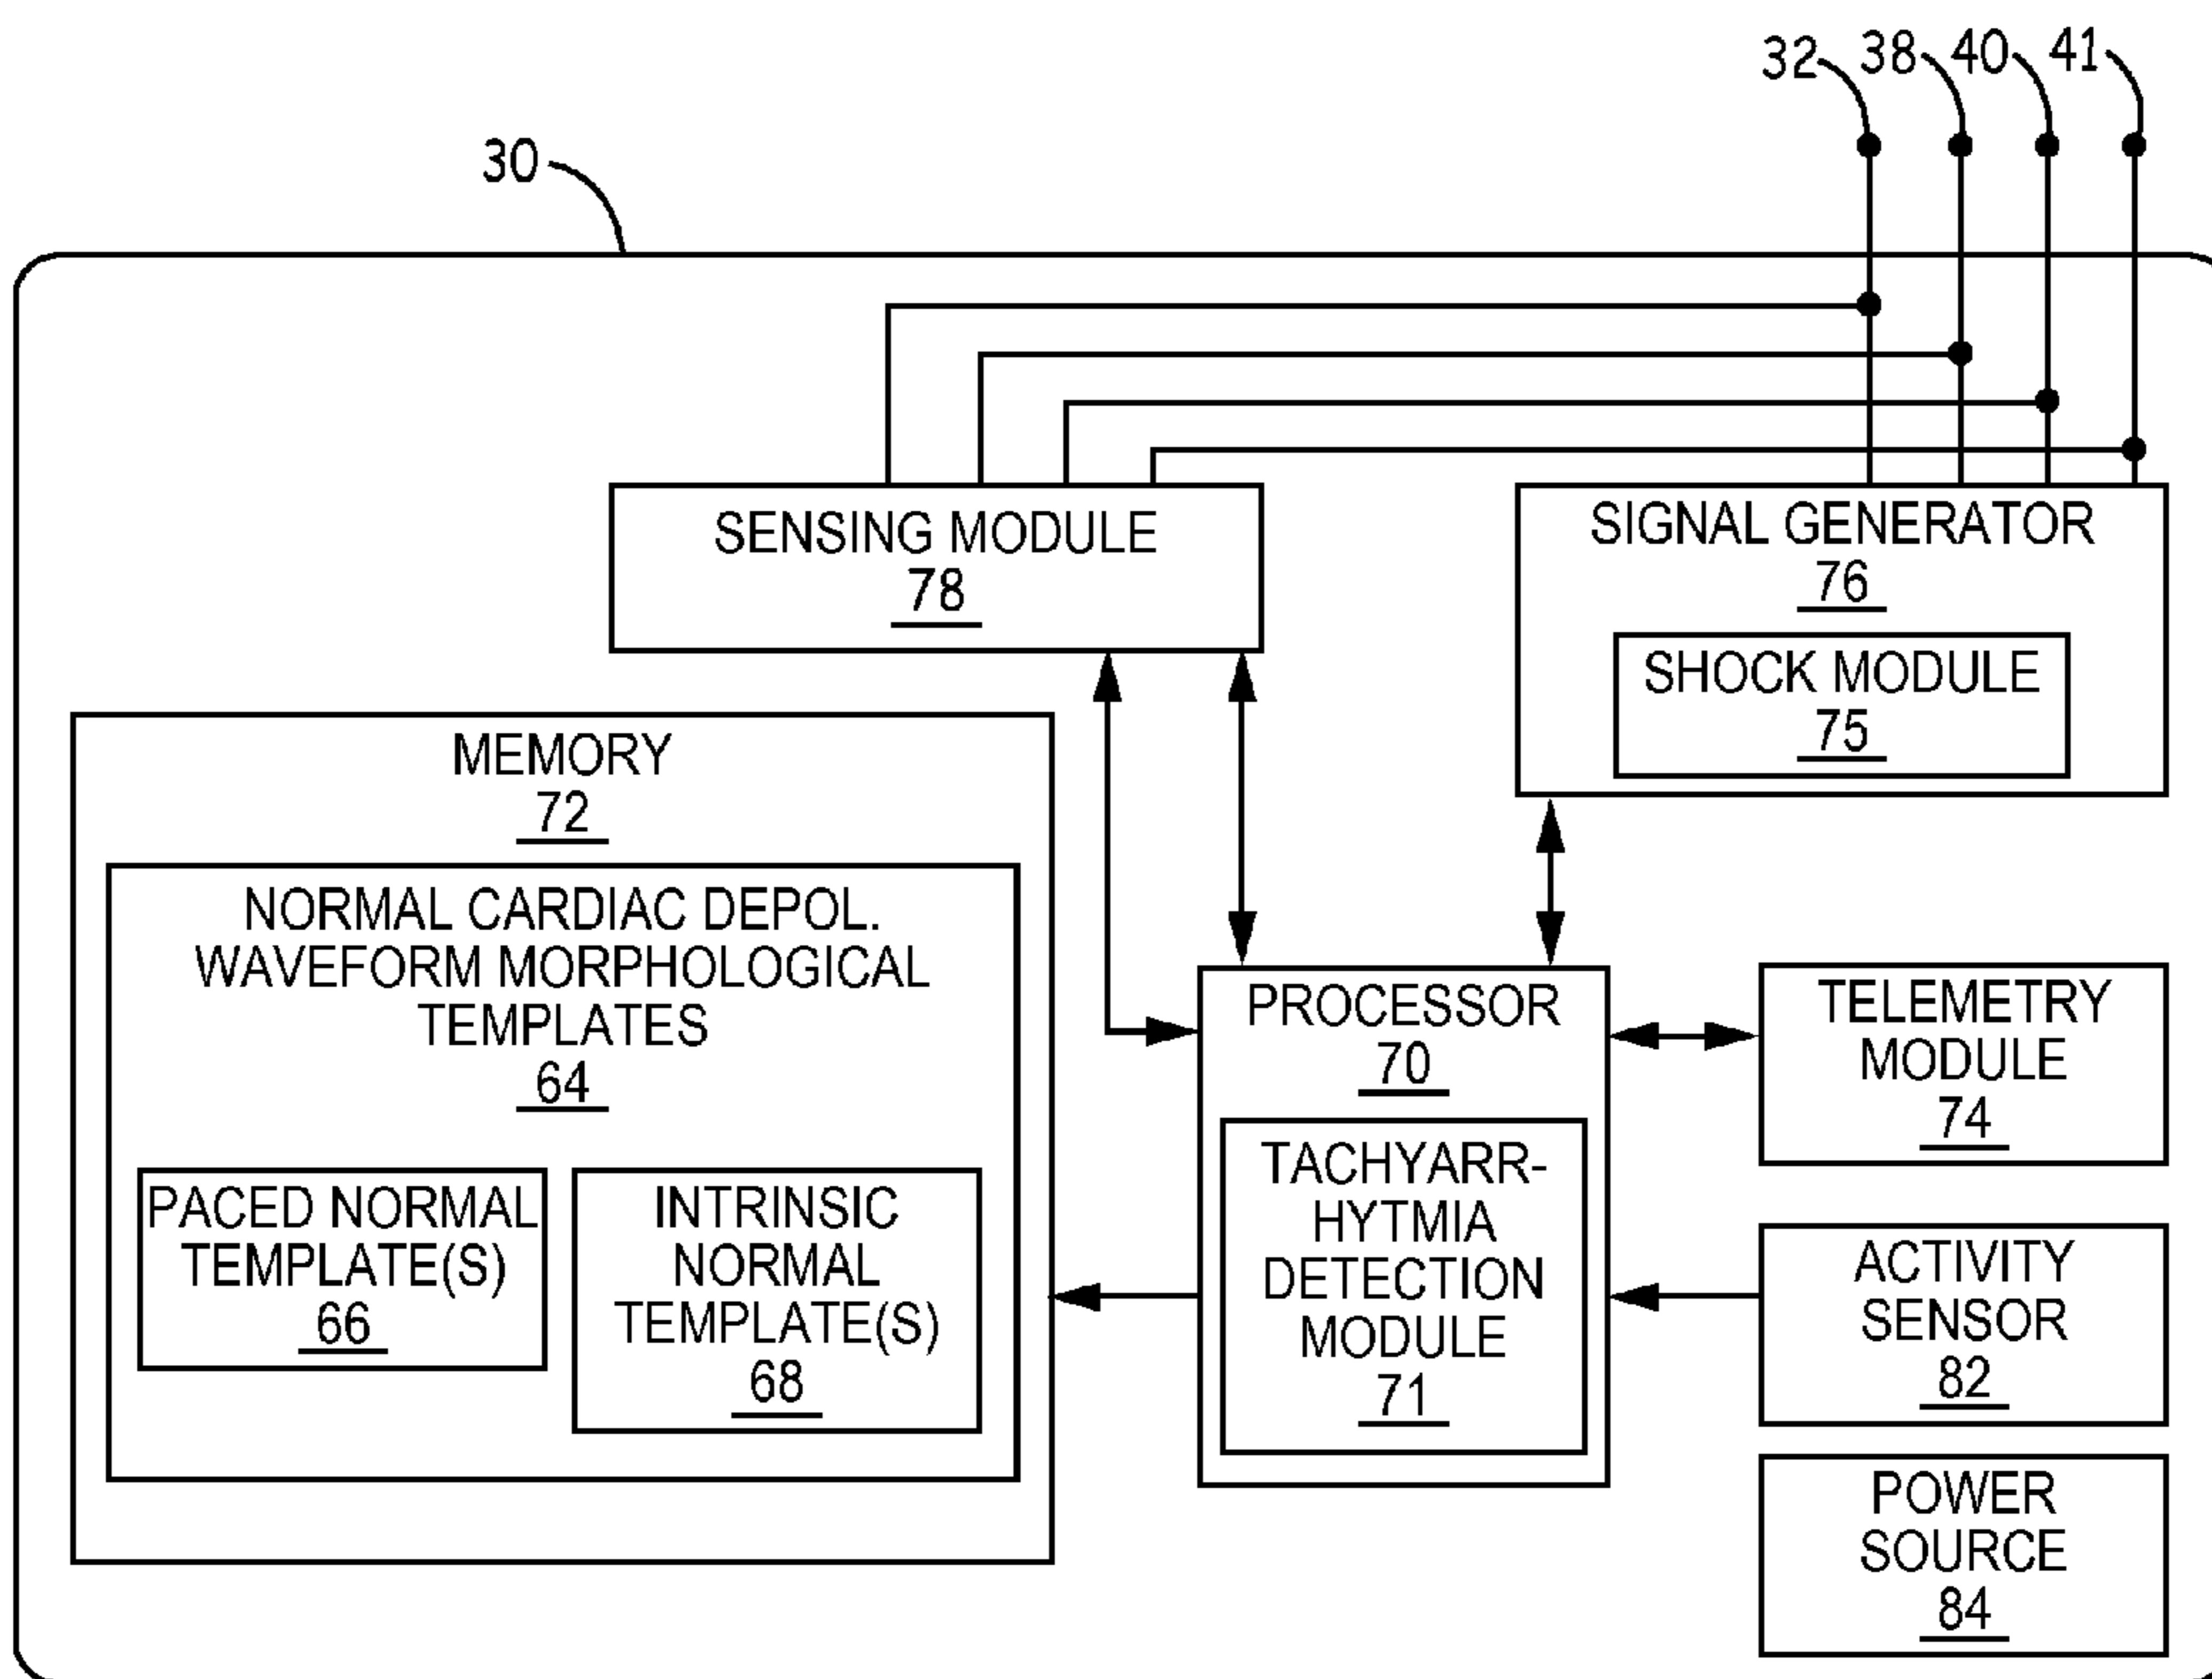 32 38 40 41
30
SENSING MODULE
78
SIGNAL GENERATOR
76
SHOCK MODULE
75
MEMORY
72
NORMAL CARDIAC DEPOL.
WAVEFORM MORPHOLOGICAL
TEMPLATES
64
PACED NORMAL
TEMPLATE(S)
66
INTRINSIC
NORMAL
TEMPLATE(S)
68
PROCESSOR
70
TACHYARR-
HYTMIA
DETECTION
MODULE
71
TELEMETRY
MODULE
74
ACTIVITY
SENSOR
82
POWER
SOURCE
84